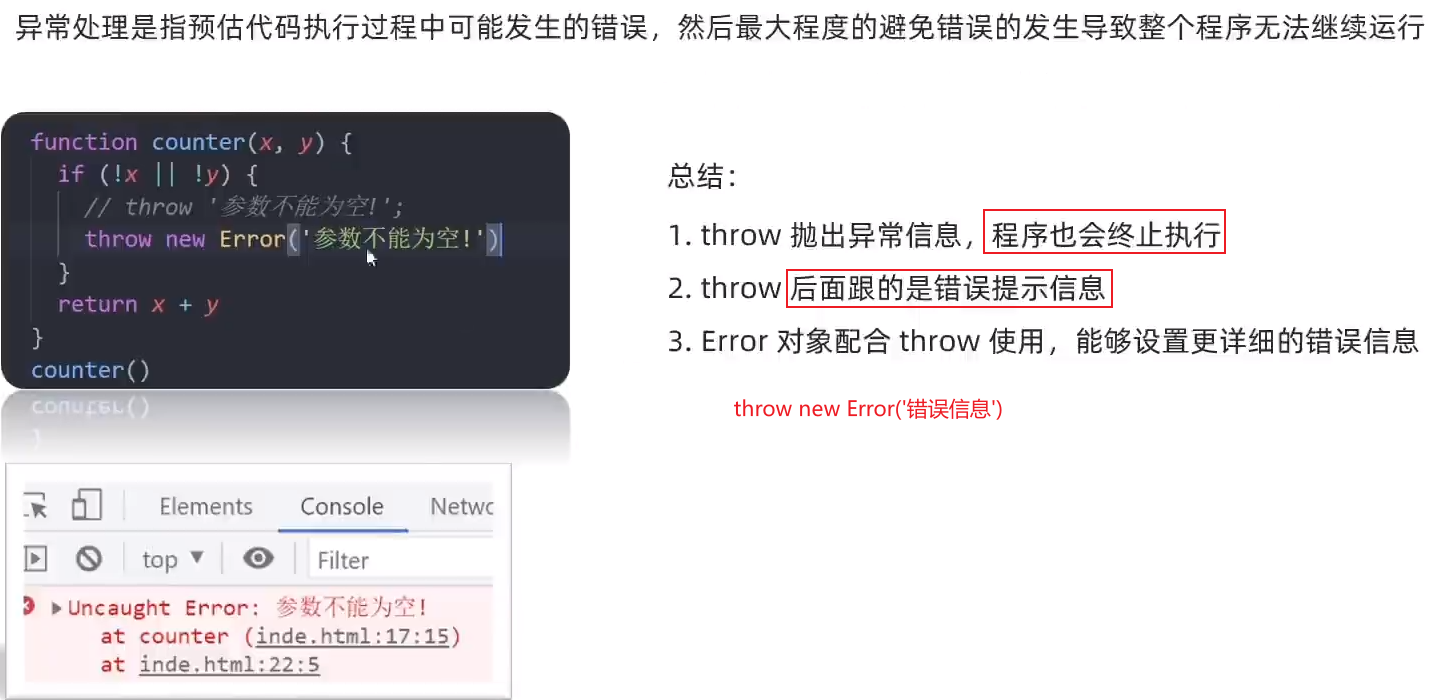 异常处理是指预估代码执行过程中可能发生的错误，然后最大程度的避免错误的发生导致整个程序无法继续运行
function counter(x, y) {
if (!x || !y) {
// throw '参数不能为空!';
throw new Error('参数不能为空!')
}
return x + y
}
counter()
总结：
1. throw 抛出异常信息，程序也会终止执行
2. throw 后面跟的是错误提示信息
3. Error 对象配合 throw 使用，能够设置更详细的错误信息
throw new Error('错误信息')
Elements Console Netwo
top ▼ Filter
Uncaught Error: 参数不能为空!
at counter (inde.html:17:15)
at inde.html:22:5